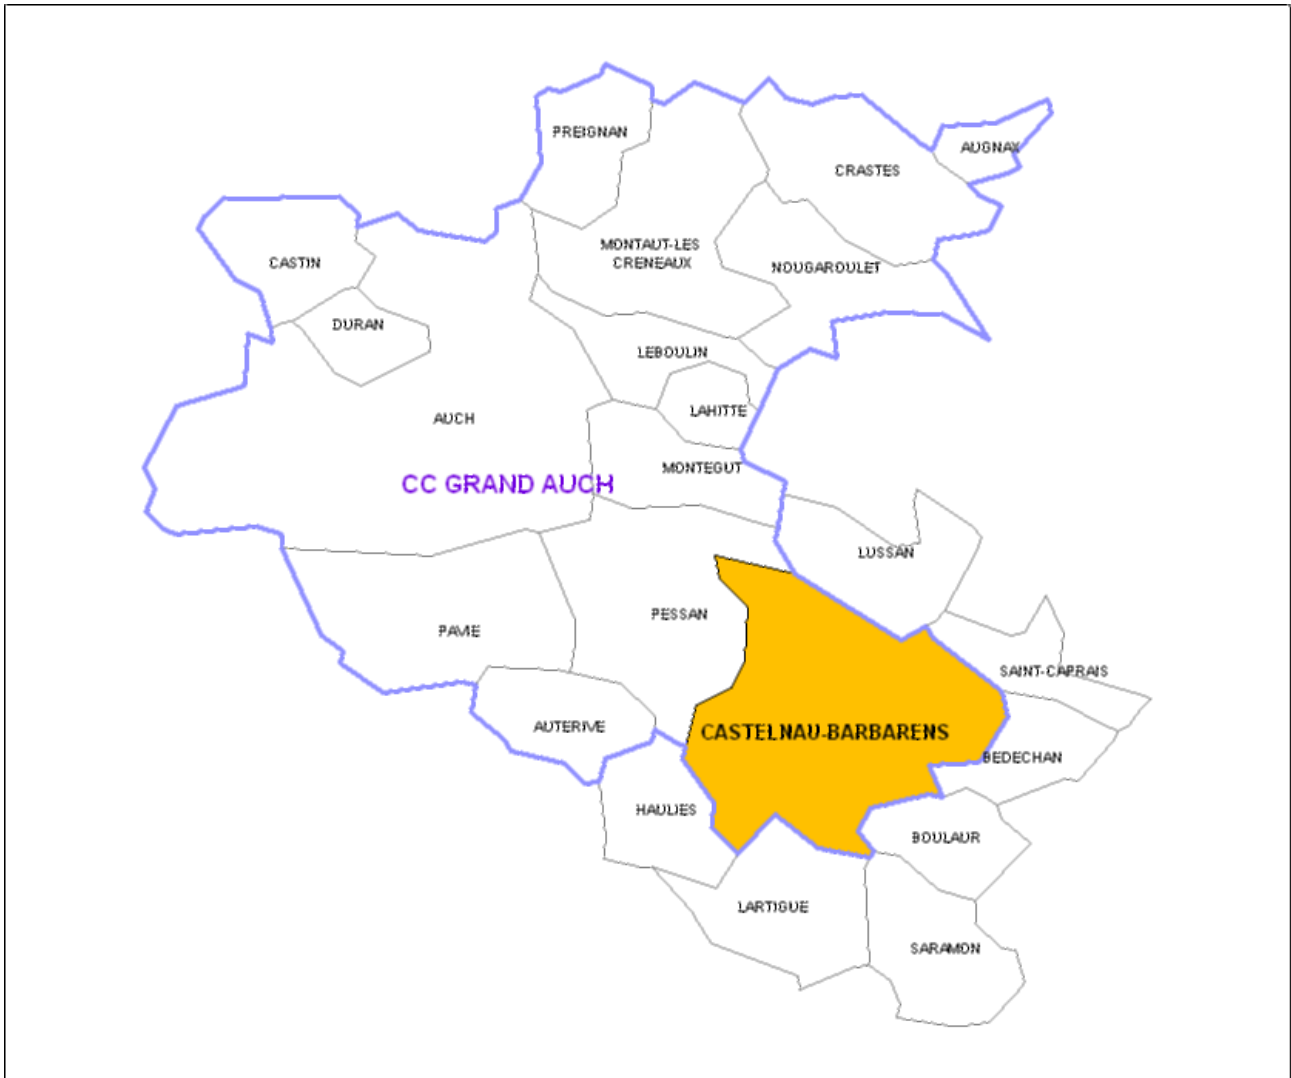 PREIGNAN
AUGNAX
CRASTES
MONTAUT-LES
CRENEAUX
CASTIN
NOUGAROULET
DURAN
LEBOULIN
LAHITTE
AUCH
MONTEGUT
CC GRAND AUCH
LUSSAN
PESSAN
PAVIE
SAINT-CAPRAIS
AUTERIVE
CASTELNAU-BARBARENS
BEDECHAN
HAULIES
BOULAUR
LARTIGUE
SARAMON